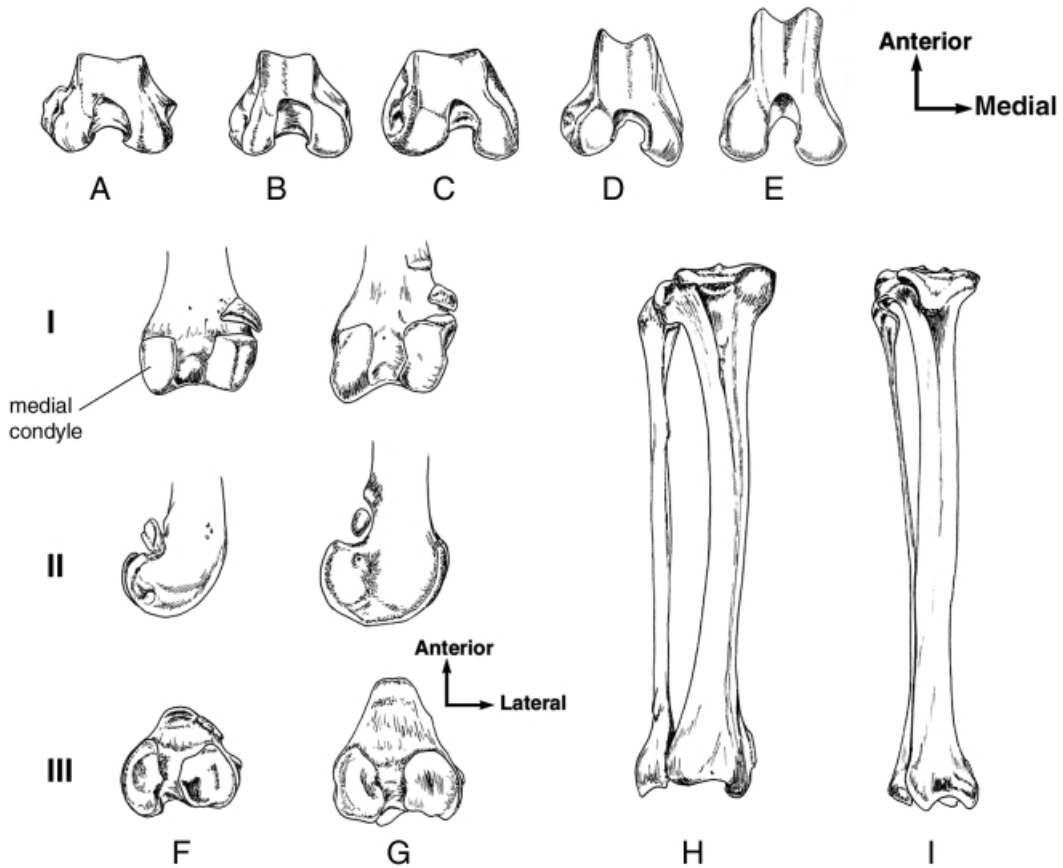 Anterior
Medial
A B C D E
I
medial
condyle
II
Anterior
Lateral
III
F G H I